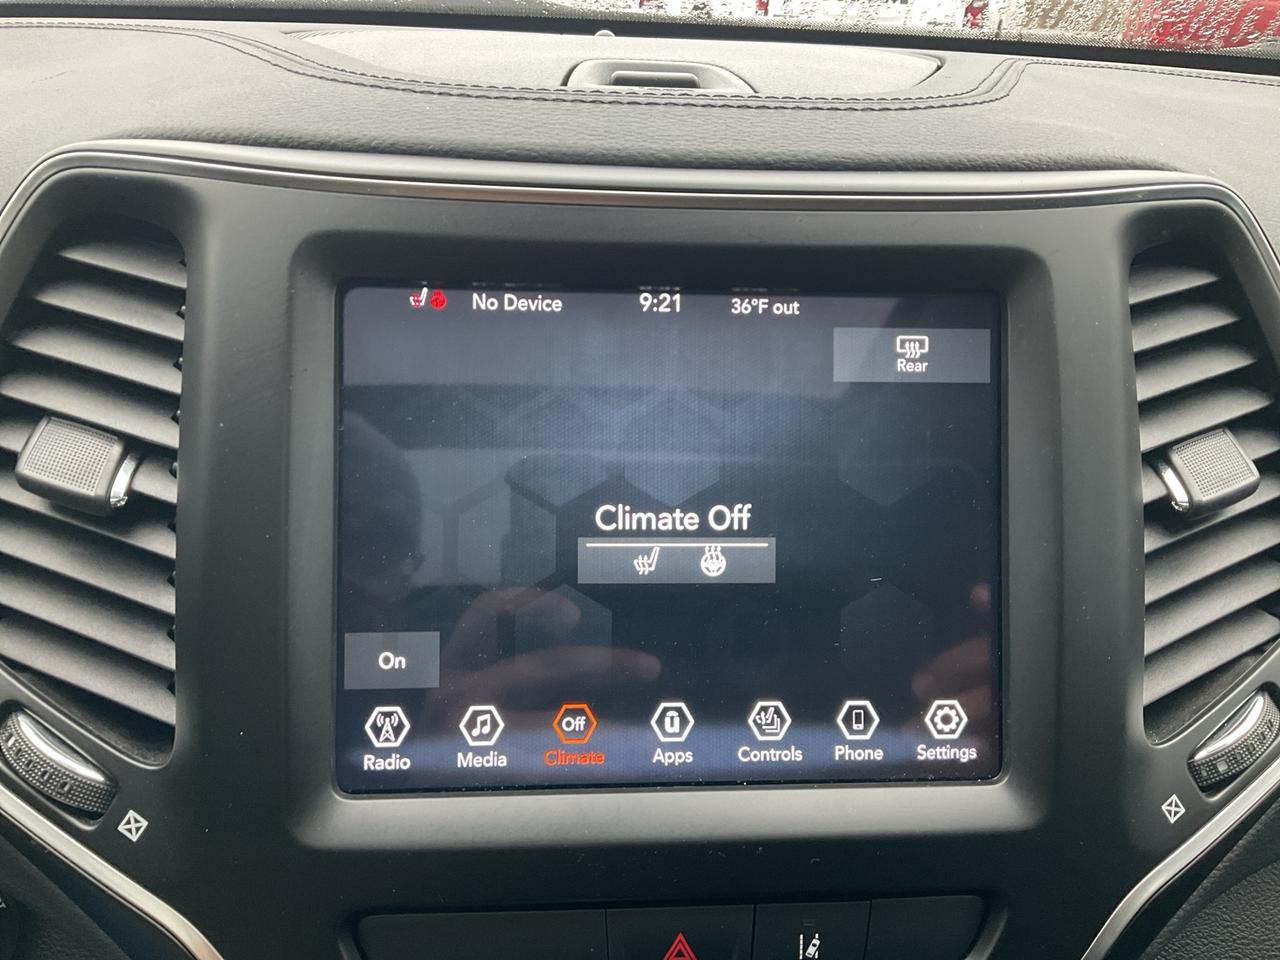 No Device 9:21 36°F out
Rear
Climate Off
On
Off
Radio Media Climate Apps Controls Phone Settings